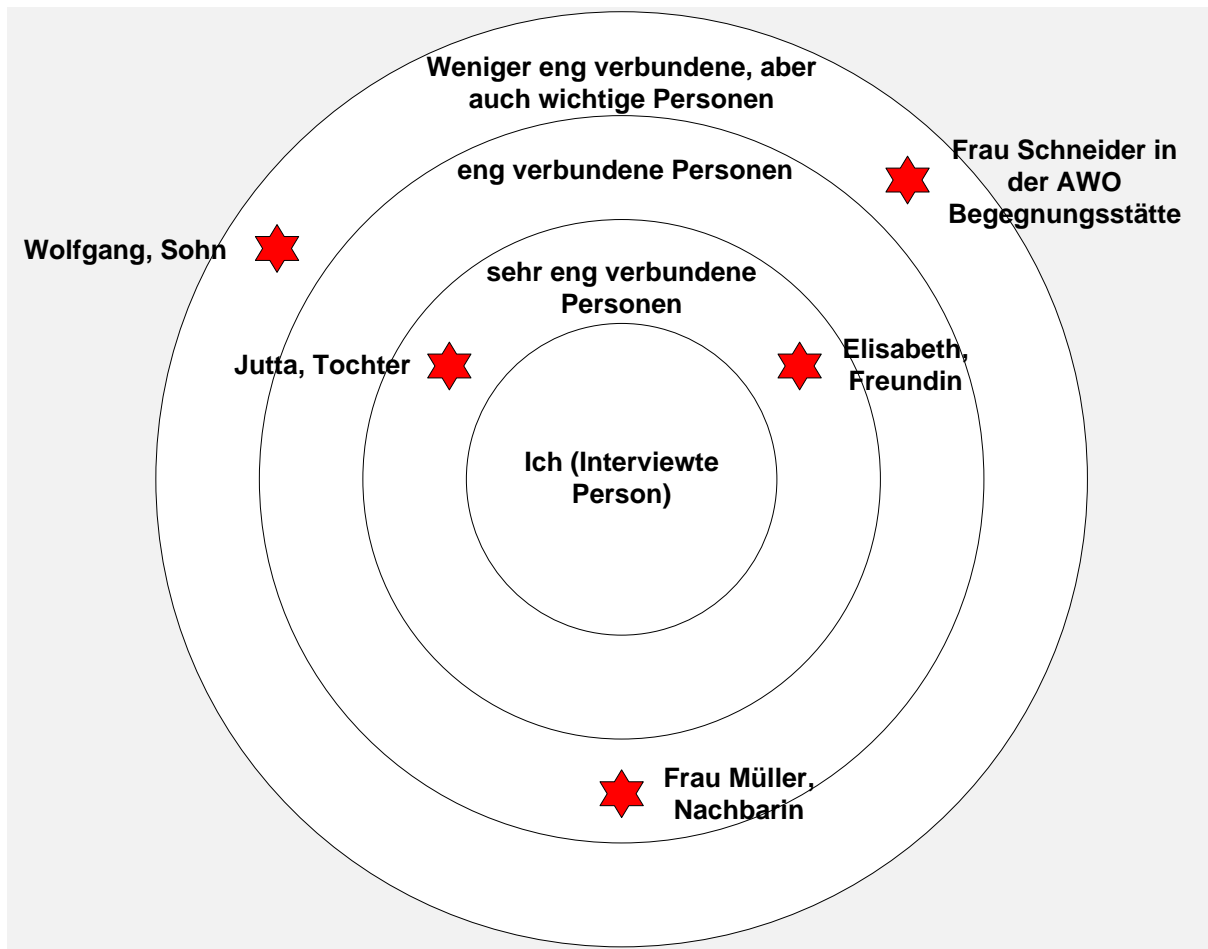 Weniger eng verbundene, aber
auch wichtige Personen
eng verbundene Personen
Frau Schneider in
der AWO
Begegnungsstätte
Wolfgang, Sohn
sehr eng verbundene
Personen
Jutta, Tochter
Elisabeth,
Freundin
Ich (Interviewte
Person)
Frau Müller,
Nachbarin